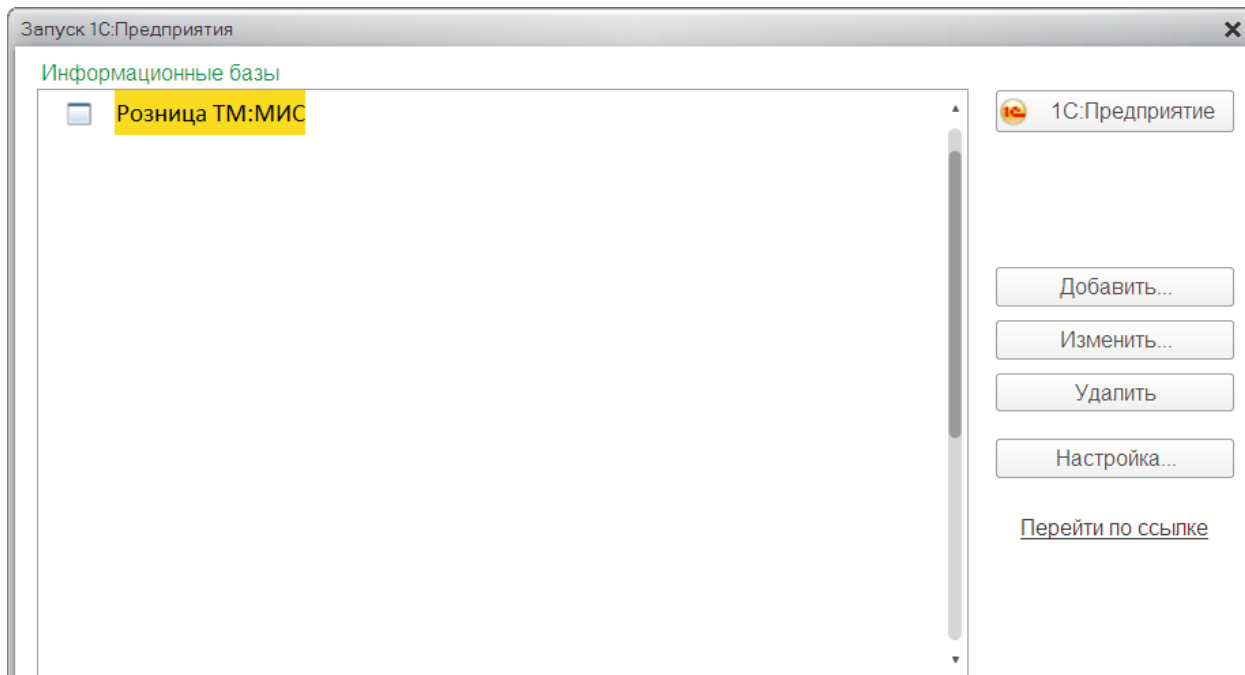 Запуск 1С:Предприятия
Информационные базы
Розница ТМ:МИС
1С:Предприятие
Добавить...
Изменить...
Удалить
Настройка...
Перейти по ссылке